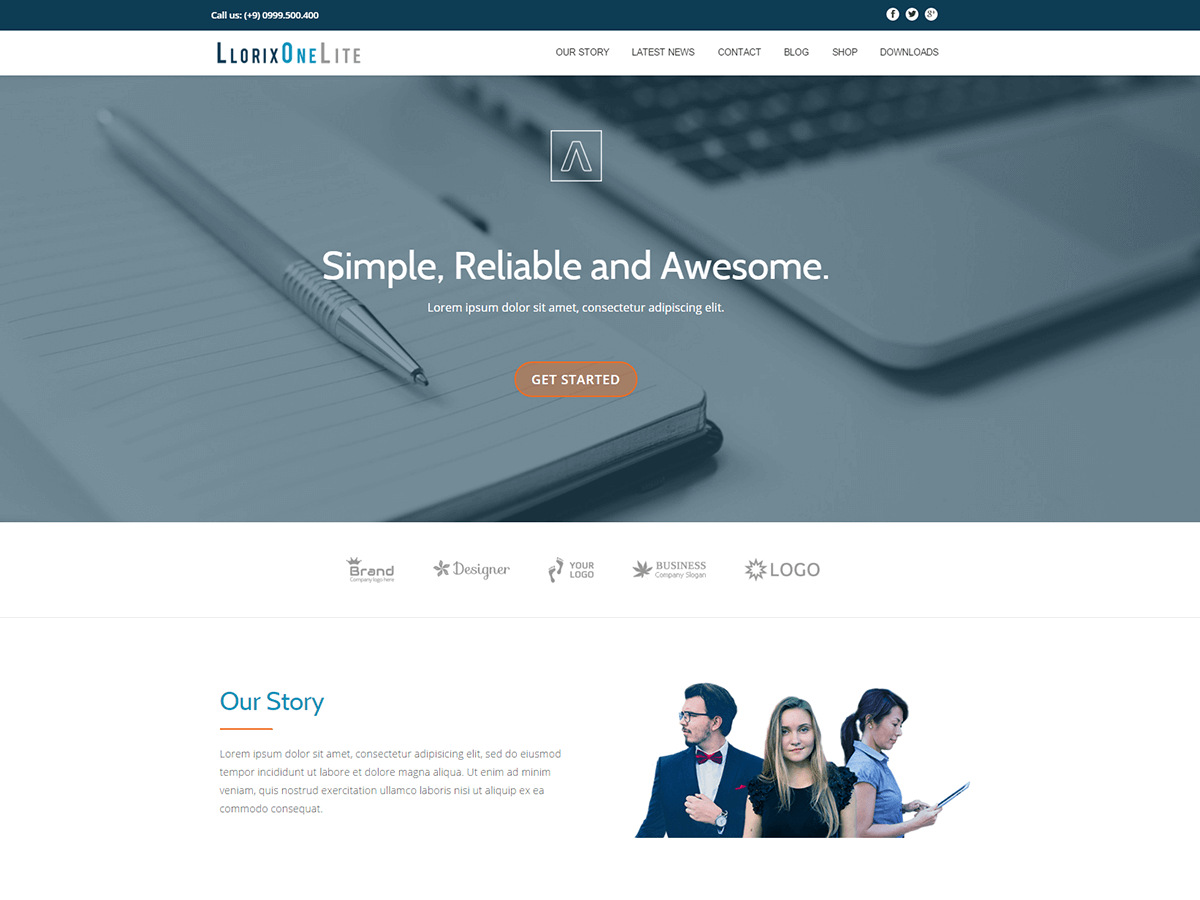 Call us: (+9) 0999.500.400
LLORIXONELITE
OUR STORY LATEST NEWS CONTACT BLOG SHOP DOWNLOADS
Simple, Reliable and Awesome.
Lorem ipsum dolor sit amet, consectetur adipiscing elit.
GET STARTED
Brand
Company logo here
Designer
YOUR
LOGO
BUSINESS
Company Slogan
LOGO
Our Story
Lorem ipsum dolor sit amet, consectetur adipisicing elit, sed do eiusmod
tempor incididunt ut labore et dolore magna aliqua. Ut enim ad minim
veniam, quis nostrud exercitation ullamco laboris nisi ut aliquip ex ea
commodo consequat.